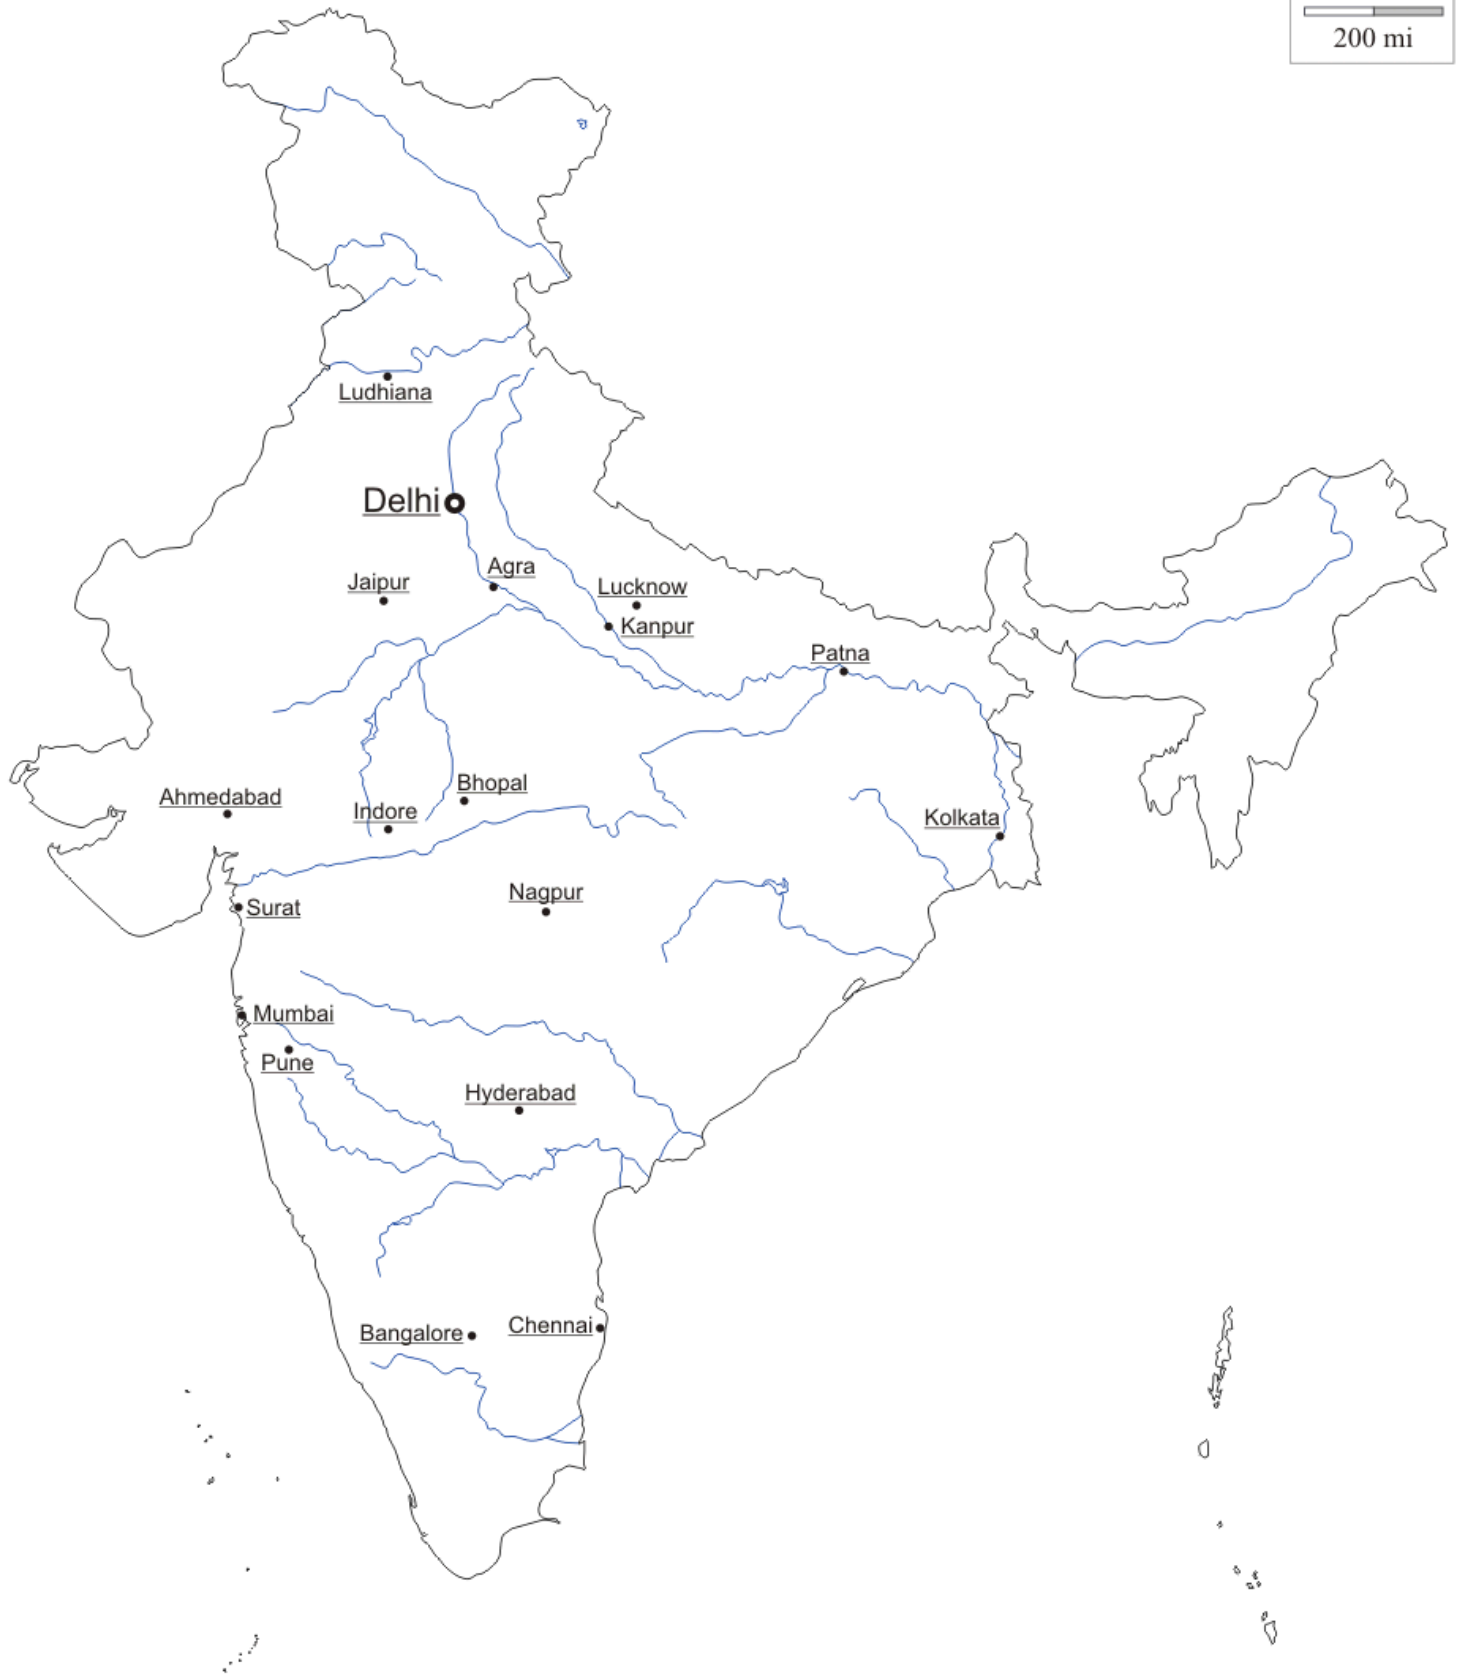 200 mi
Ludhiana
Delhi
Agra
Jaipur
Lucknow
Kanpur
Patna
Bhopal
Ahmedabad
Indore
Kolkata
Nagpur
Surat
Mumbai
Pune
Hyderabad
Chennai
Bangalore